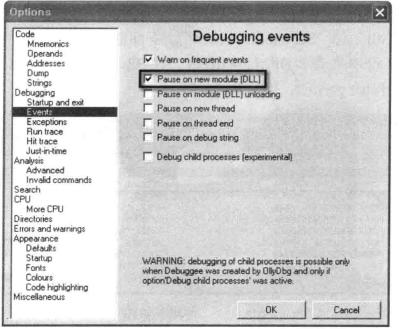 Options
Code
Mnemonics
Operands
Addresses
Dump
Strings
Debugging
Startup and exit
Events
Exceptions
Run trace
Hit trace
Just-in-time
Analysis
Advanced
Invalid commands
Search
CPU
More CPU
Directories
Errors and warnings
Appearance
Defaults
Startup
Fonts
Colours
Code highlighting
Miscellaneous
Debugging events
Warn on frequent events
Pause on new module (DLL)
Pause on module (DLL) unloading
Pause on new thread
Pause on thread end
Pause on debug string
Debug child processes (experimental)
WARNING: debugging of child processes is possible only
when Debuggee was created by OllyDbg and only if
option'Debug child processes' was active.
OK
Cancel